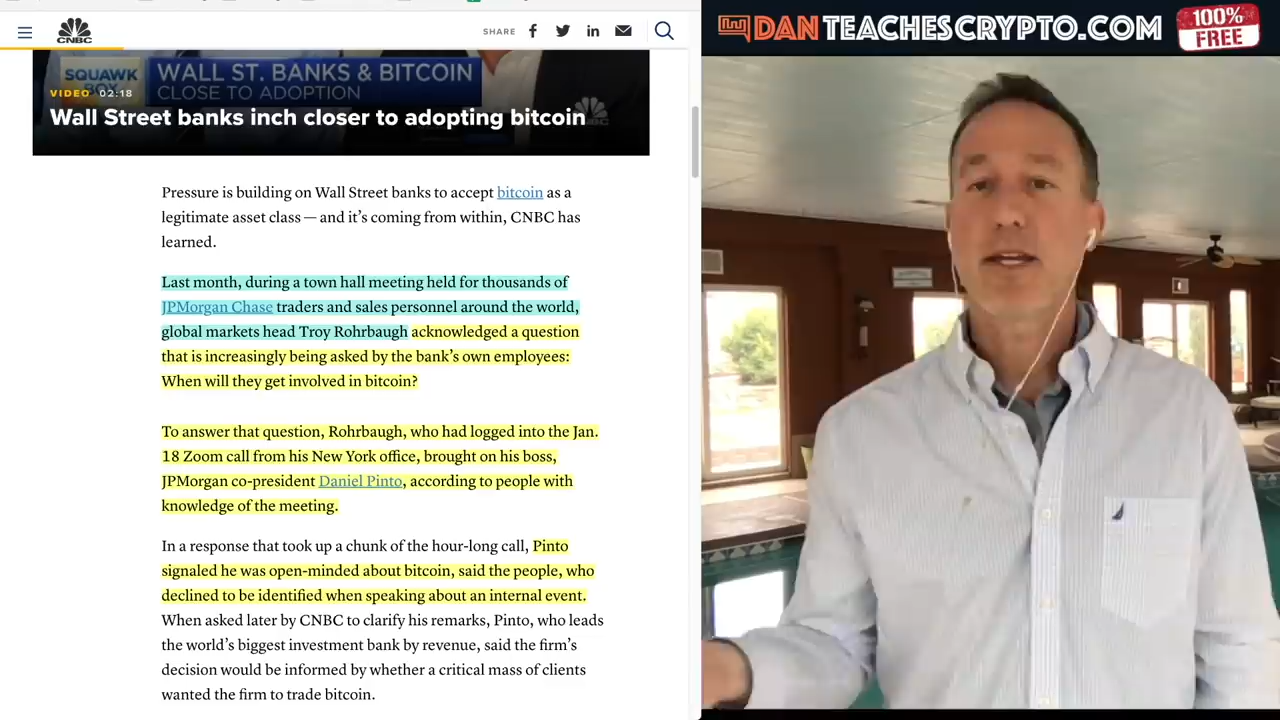 CNBC
SHARE
SQUAWK
BOX
WALL ST. BANKS & BITCOIN
CLOSE TO ADOPTION
VIDEO 02:18
Wall Street banks inch closer to adopting bitcoin
Pressure is building on Wall Street banks to accept bitcoin as a
legitimate asset class — and it’s coming from within, CNBC has
learned.
Last month, during a town hall meeting held for thousands of
JPMorgan Chase traders and sales personnel around the world,
global markets head Troy Rohrbaugh acknowledged a question
that is increasingly being asked by the bank’s own employees:
When will they get involved in bitcoin?
To answer that question, Rohrbaugh, who had logged into the Jan.
18 Zoom call from his New York office, brought on his boss,
JPMorgan co-president Daniel Pinto, according to people with
knowledge of the meeting.
In a response that took up a chunk of the hour-long call, Pinto
signaled he was open-minded about bitcoin, said the people, who
declined to be identified when speaking about an internal event.
When asked later by CNBC to clarify his remarks, Pinto, who leads
the world’s biggest investment bank by revenue, said the firm’s
decision would be informed by whether a critical mass of clients
wanted the firm to trade bitcoin.
DANTEACHESCRYPTO.COM
100%
FREE